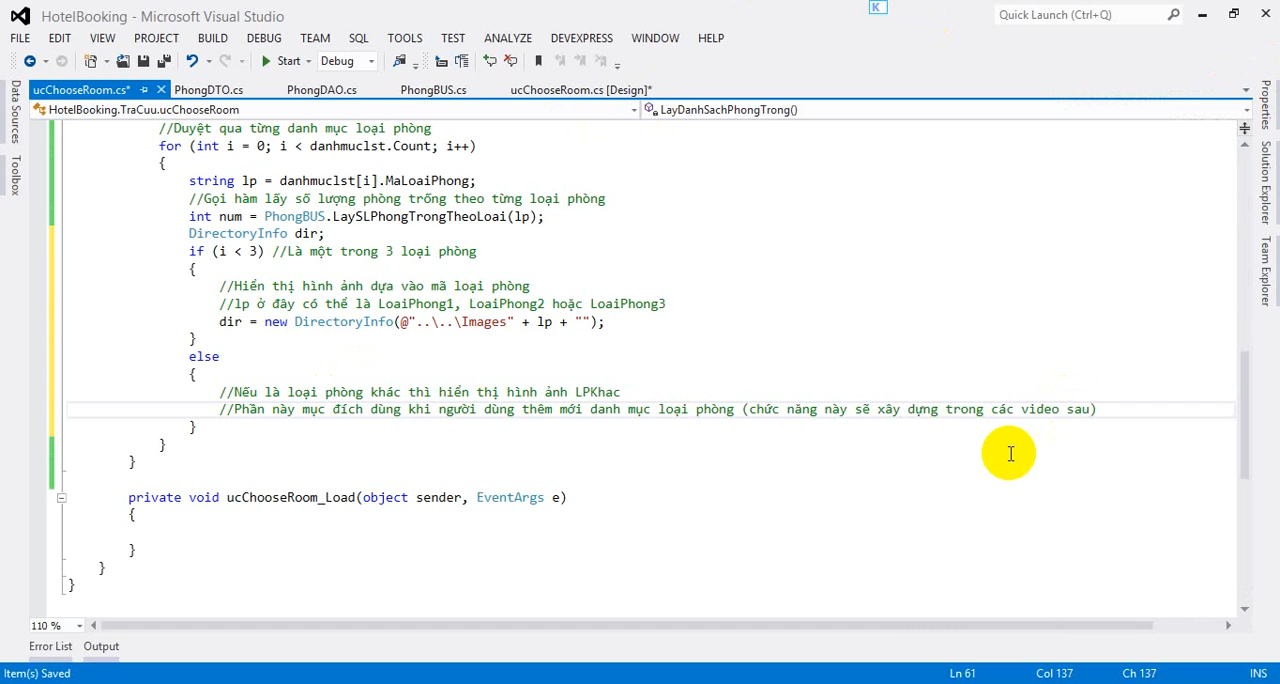 HotelBooking - Microsoft Visual Studio
K
Quick Launch (Ctrl+Q)
FILE EDIT VIEW PROJECT BUILD DEBUG TEAM SQL TOOLS TEST ANALYZE DEVEXPRESS WINDOW HELP
Start Debug
ucChooseRoom.cs* PhongDTO.cs PhongDAO.cs PhongBUS.cs ucChooseRoom.cs [Design]*
HotelBooking.TraCuu.ucChooseRoom LayDanhSachPhongTrong()
Data Sources
Toolbox
Properties
Solution Explorer
Team Explorer
//Duyệt qua từng danh mục loại phòng
for (int i = 0; i < danhmuclst.Count; i++)
{
string lp = danhmuclst[i].MaLoaiPhong;
//Gọi hàm lấy số lượng phòng trống theo từng loại phòng
int num = PhongBUS.LaySLPhongTrongTheoLoai(lp);
DirectoryInfo dir;
if (i < 3) //Là một trong 3 loại phòng
{
//Hiển thị hình ảnh dựa vào mã loại phòng
//lp ở đây có thể là LoaiPhong1, LoaiPhong2 hoặc LoaiPhong3
dir = new DirectoryInfo(@"..\..\Images" + lp + "");
}
else
{
//Nếu là loại phòng khác thì hiển thị hình ảnh LPKhac
//Phần này mục đích dùng khi người dùng thêm mới danh mục loại phòng (chức năng này sẽ xây dựng trong các video sau)
}
}
}
private void ucChooseRoom_Load(object sender, EventArgs e)
{
}
}
}
110 %
Error List Output
Item(s) Saved Ln 61 Col 137 Ch 137 INS